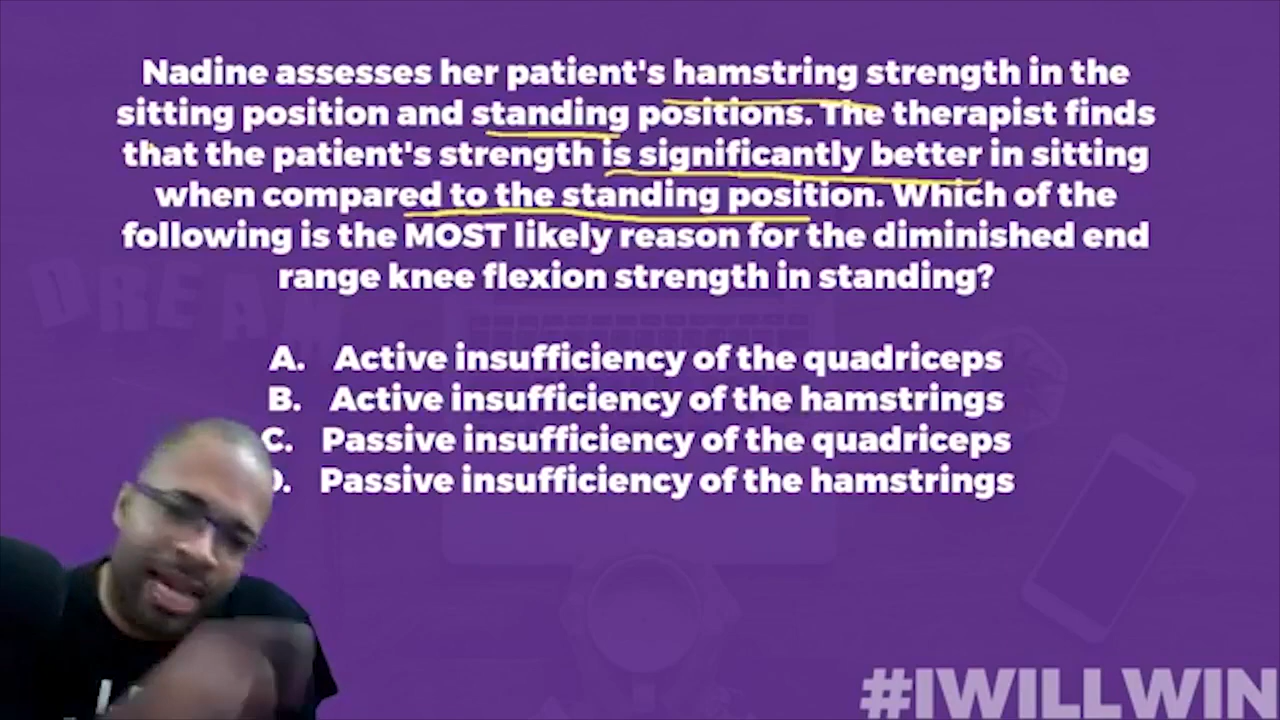 Nadine assesses her patient's hamstring strength in the
sitting position and standing positions. The therapist finds
that the patient's strength is significantly better in sitting
when compared to the standing position. Which of the
following is the MOST likely reason for the diminished end
range knee flexion strength in standing?
A. Active insufficiency of the quadriceps
B. Active insufficiency of the hamstrings
C. Passive insufficiency of the quadriceps
D. Passive insufficiency of the hamstrings
DREAM
#IWILLWIN